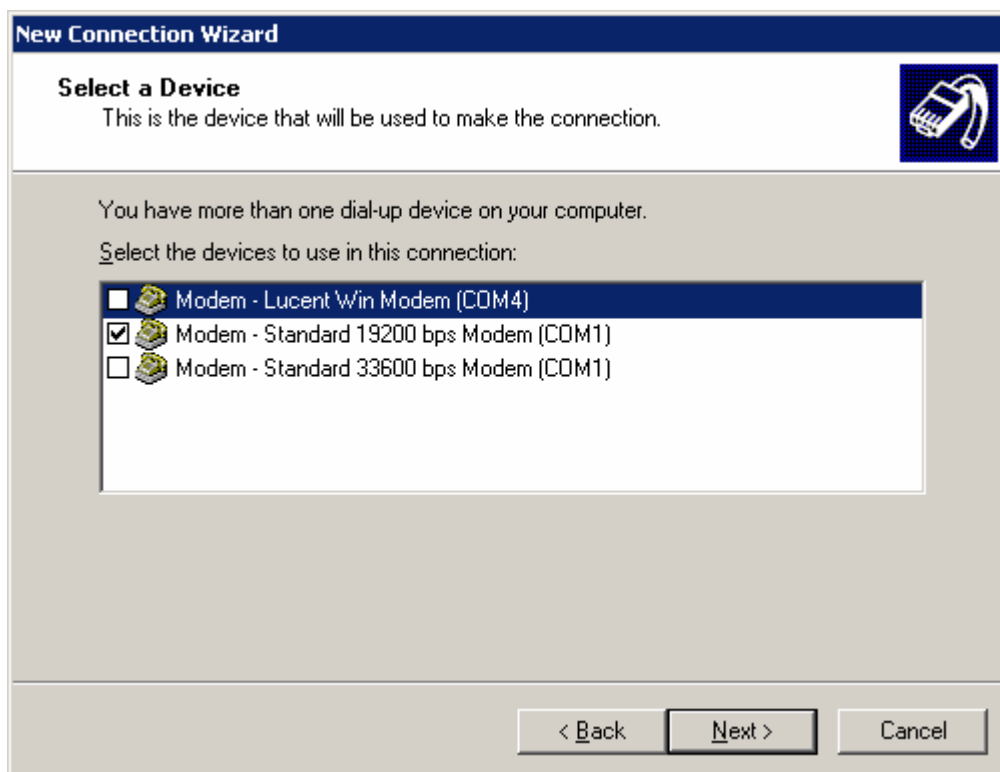 New Connection Wizard
Select a Device
This is the device that will be used to make the connection.
You have more than one dial-up device on your computer.
Select the devices to use in this connection:
Modem - Lucent Win Modem (COM4)
Modem - Standard 19200 bps Modem (COM1)
Modem - Standard 33600 bps Modem (COM1)
< Back Next > Cancel